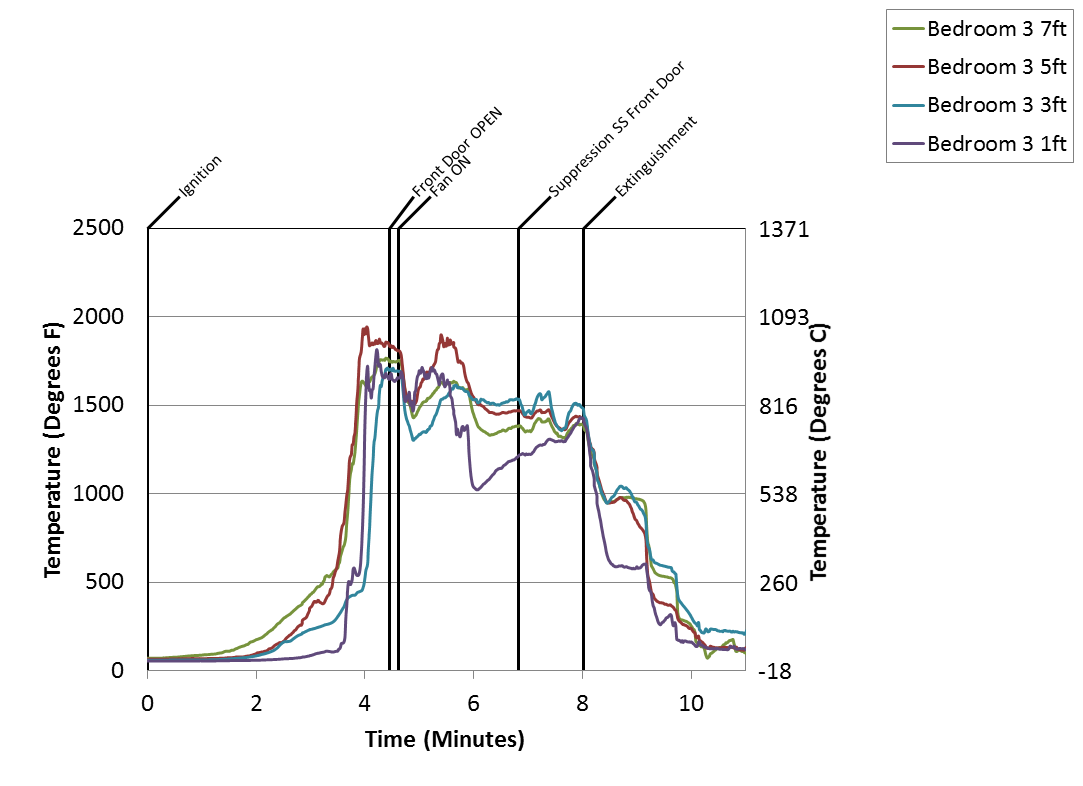 Bedroom 3 7ft
Bedroom 3 5ft
Bedroom 3 3ft
Bedroom 3 1ft
Ignition
Front Door OPEN
Fan ON
Suppression SS Front Door
Extinguishment
2500
2000
1500
1000
500
0
Temperature (Degrees F)
1371
1093
816
538
260
-18
Temperature (Degrees C)
0 2 4 6 8 10
Time (Minutes)